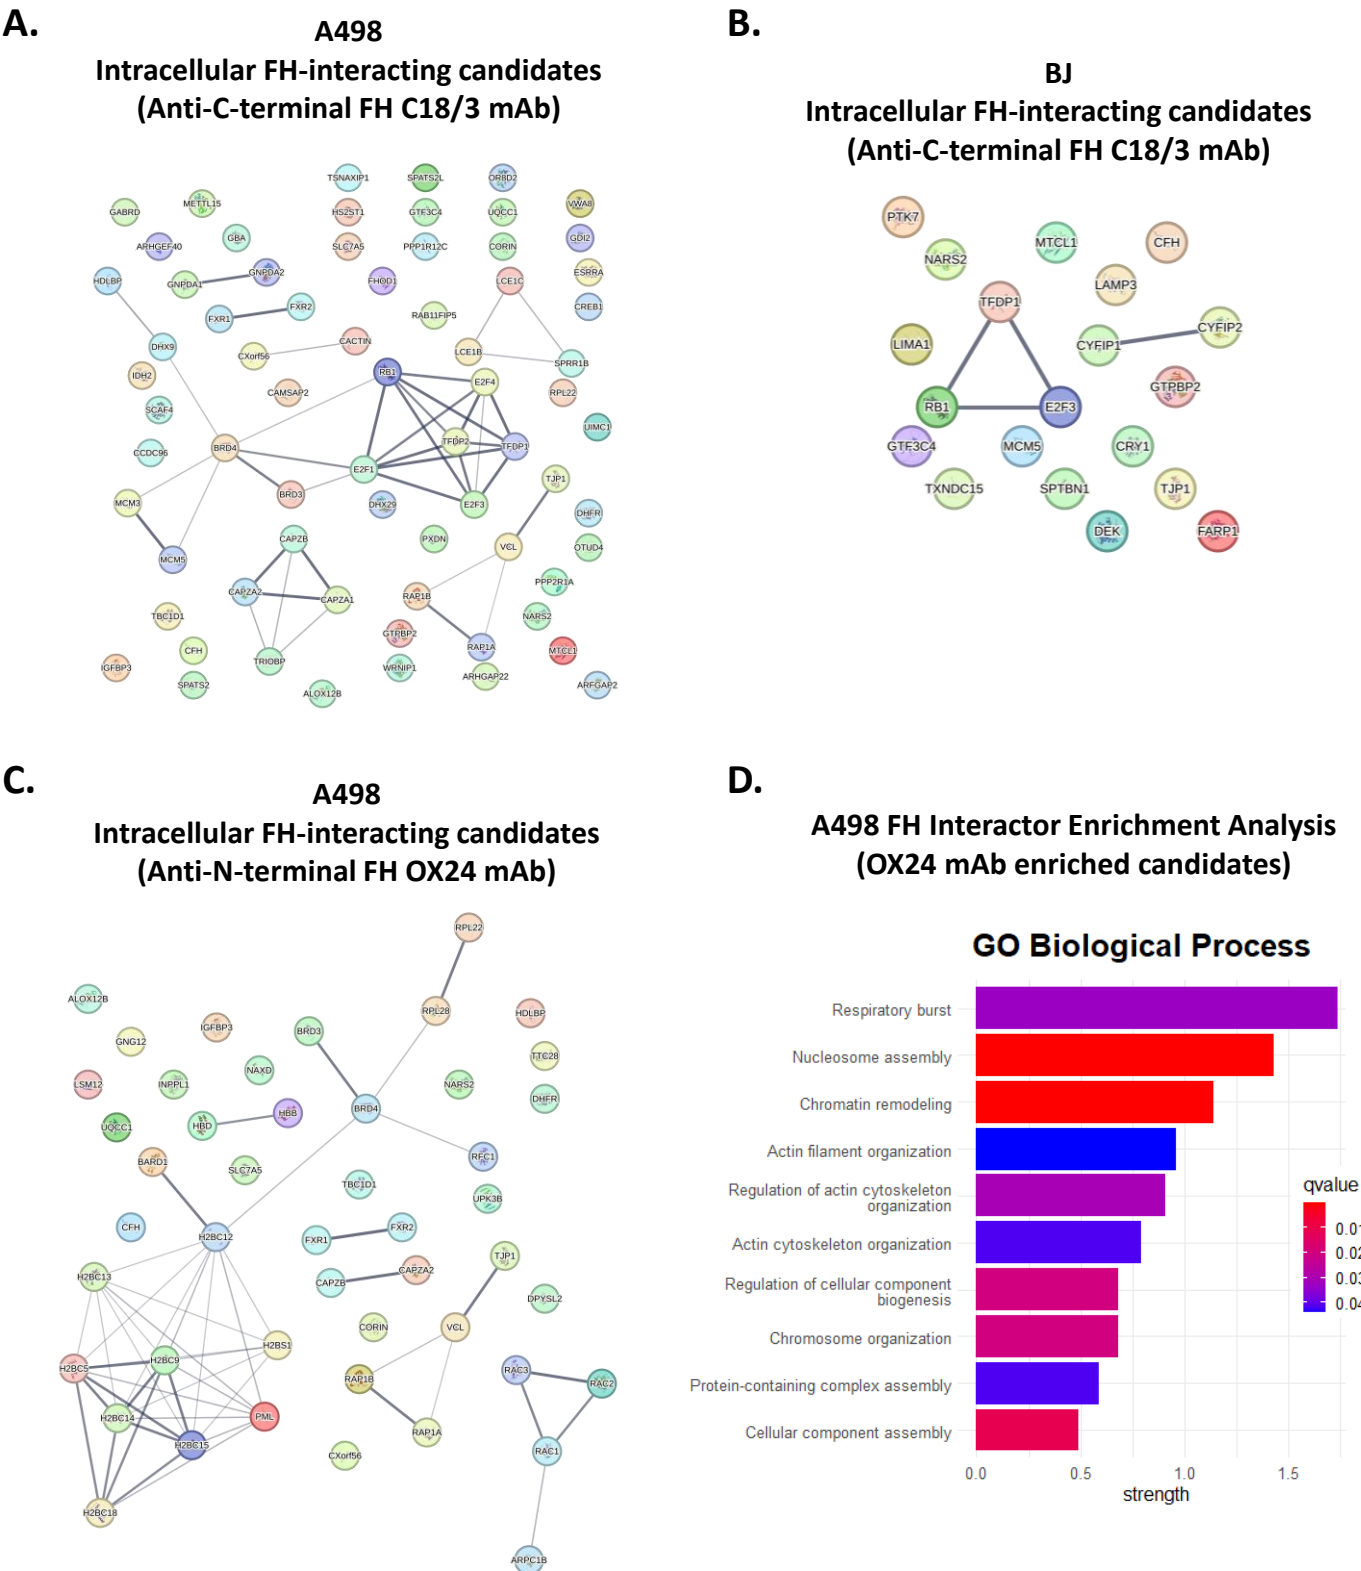 A.
A498
Intracellular FH-interacting candidates
(Anti-C-terminal FH C18/3 mAb)
TSNAXIP1
SPATS2L
OR8D2
GABRD
METTL15
HS2ST1
GTF3C4
UQCC1
VWA8
ARHGEF40
GBA
SLC7A5
PPP1R12C
CORIN
GDI2
HDLBP
GNPDA1
GNPDA2
FHOD1
LCE1C
ESRRA
FXR1
FXR2
RAB11FIP5
CREB1
DHX9
CXorf56
CACTIN
LCE1B
SPRR1B
IDH2
CAMSAP2
RB1
E2F4
RPL22
SCAF4
UIMC1
CCDC96
BRD4
TFDP2
TFDP1
E2F1
TJP1
MCM3
BRD3
DHX29
E2F3
DHFR
CAPZB
PXDN
VCL
OTUD4
MCM5
CAPZA2
CAPZA1
RAP1B
PPP2R1A
TBC1D1
NARS2
GTPBP2
CFH
TRIOBP
RAP1A
MTCL1
IGFBP3
WRNIP1
ARHGAP22
SPATS2
ALOX12B
ARFGAP2
B.
BJ
Intracellular FH-interacting candidates
(Anti-C-terminal FH C18/3 mAb)
PTK7
NARS2
MTCL1
CFH
LAMP3
TFDP1
CYFIP2
LIMA1
CYFIP1
GTPBP2
RB1
E2F3
GTF3C4
MCM5
CRY1
TXNDC15
SPTBN1
TJP1
DEK
FARP1
C.
A498
Intracellular FH-interacting candidates
(Anti-N-terminal FH OX24 mAb)
RPL22
ALOX12B
RPL28
HDLBP
GNG12
IGFBP3
BRD3
TTC28
LSM12
INPPL1
NAXD
NARS2
DHFR
UQCC1
HBD
HBB
BRD4
BARD1
SLC7A5
RFC1
TBC1D1
UPK3B
CFH
H2BC12
FXR1
FXR2
TJP1
H2BC13
CAPZB
CAPZA2
DPYSL2
CORIN
VCL
H2BS1
H2BC5
H2BC9
RAP1B
RAC3
RAC2
H2BC14
PML
H2BC15
RAP1A
RAC1
CXorf56
H2BC18
ARPC1B
D.
A498 FH Interactor Enrichment Analysis
(OX24 mAb enriched candidates)
GO Biological Process
Respiratory burst
Nucleosome assembly
Chromatin remodeling
Actin filament organization
Regulation of actin cytoskeleton
organization
Actin cytoskeleton organization
Regulation of cellular component
biogenesis
Chromosome organization
Protein-containing complex assembly
Cellular component assembly
0.0
0.5
1.0
1.5
strength
qvalue
0.01
0.02
0.03
0.04